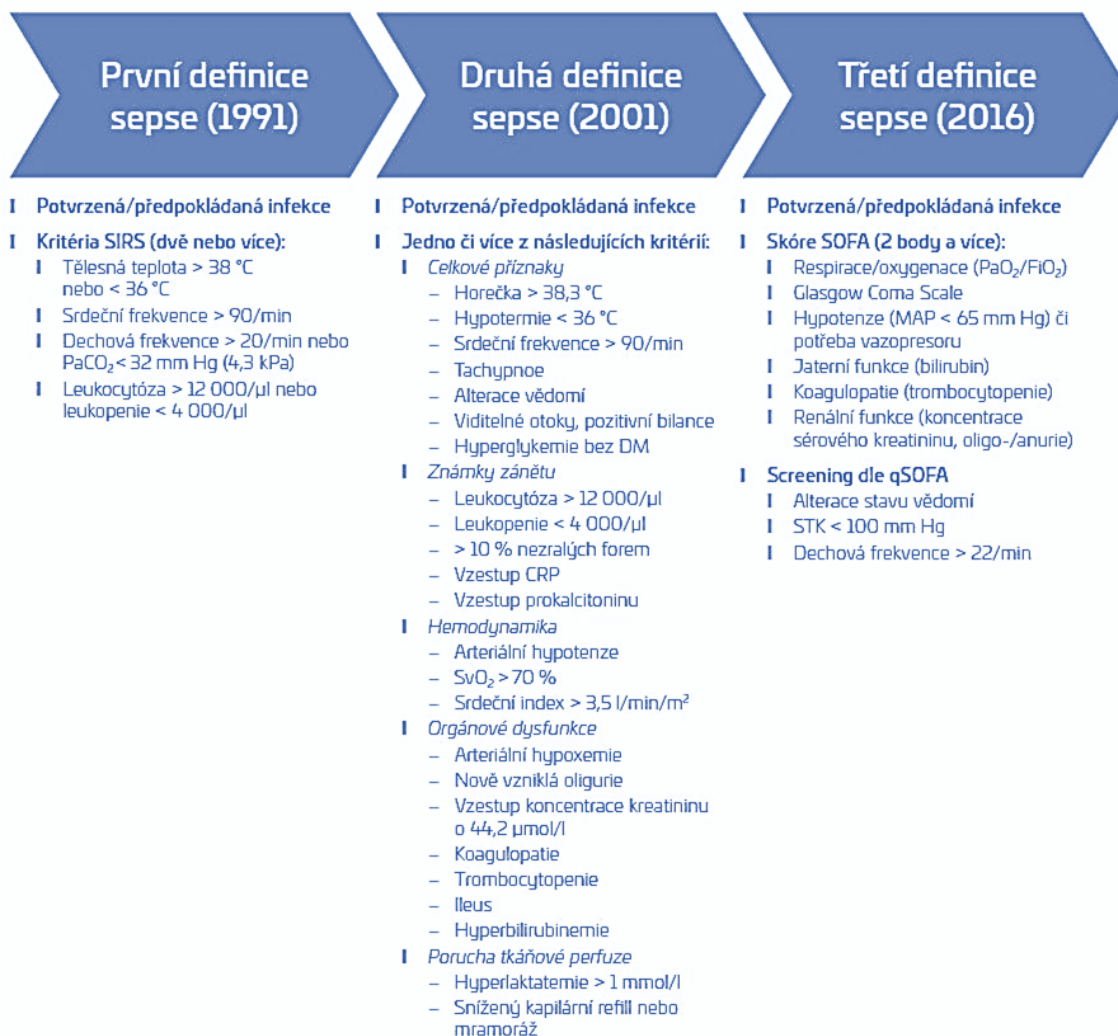 První definice
sepse (1991)
Druhá definice
sepse (2001)
Třetí definice
sepse (2016)
Potvrzená/předpokládaná infekce
Kritéria SIRS (dvě nebo více):
Tělesná teplota > 38 °C
nebo < 36 °C
Srdeční frekvence > 90/min
Dechová frekvence > 20/min nebo
PaCO₂ < 32 mm Hg (4,3 kPa)
Leukocytóza > 12 000/µl nebo
leukopenie < 4 000/µl
Potvrzená/předpokládaná infekce
Jedno či více z následujících kritérií:
Celkové příznaky
– Horečka > 38,3 °C
– Hypotermie < 36 °C
– Srdeční frekvence > 90/min
– Tachypnoe
– Alterace vědomí
– Viditelné otoky, pozitivní bilance
– Hyperglykemie bez DM
Známky zánětu
– Leukocytóza > 12 000/µl
– Leukopenie < 4 000/µl
– > 10 % nezralých forem
– Vzestup CRP
– Vzestup prokalcitoninu
Hemodynamika
– Arteriální hypotenze
– SvO₂ > 70 %
– Srdeční index > 3,5 l/min/m²
Orgánové dysfunkce
– Arteriální hypoxemie
– Nově vzniklá oligurie
– Vzestup koncentrace kreatininu
o 44,2 µmol/l
– Koagulopatie
– Trombocytopenie
– Ileus
– Hyperbilirubinemie
Porucha tkáňové perfuze
– Hyperlaktatemie > 1 mmol/l
– Snížený kapilární refill nebo
mramoráž
Potvrzená/předpokládaná infekce
Skóre SOFA (2 body a více):
Respirace/oxygenace (PaO₂/FiO₂)
Glasgow Coma Scale
Hypotenze (MAP < 65 mm Hg) či
potřeba vazopresoru
Jaterní funkce (bilirubin)
Koagulopatie (trombocytopenie)
Renální funkce (koncentrace
sérového kreatininu, oligo-/anurie)
Screening dle qSOFA
Alterace stavu vědomí
STK < 100 mm Hg
Dechová frekvence > 22/min